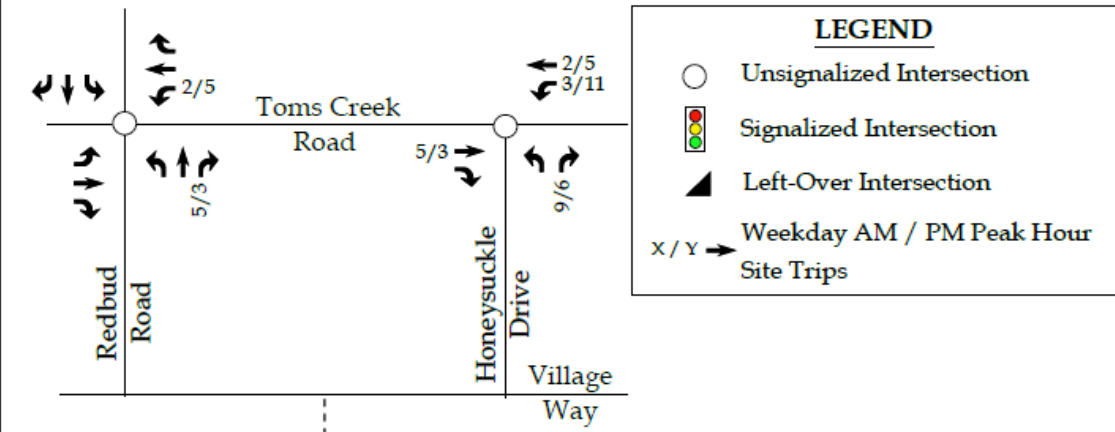 2/5
2/5
3/11
Toms Creek
Road
5/3
5/3
9/6
Redbud
Road
Honeysuckle
Drive
Village
Way
LEGEND
Unsignalized Intersection
Signalized Intersection
Left-Over Intersection
X / Y
Weekday AM / PM Peak Hour
Site Trips